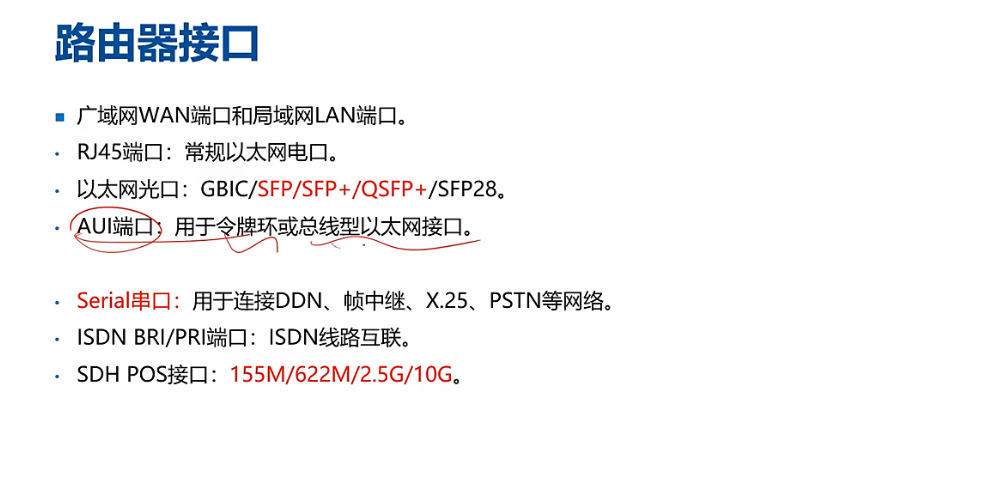 路由器接口
广域网WAN端口和局域网LAN端口。
RJ45端口：常规以太网电口。
以太网光口：GBIC/SFP/SFP+/QSFP+/SFP28。
AUI端口：用于令牌环或总线型以太网接口。
Serial串口：用于连接DDN、帧中继、X.25、PSTN等网络。
ISDN BRI/PRI端口：ISDN线路互联。
SDH POS接口：155M/622M/2.5G/10G。